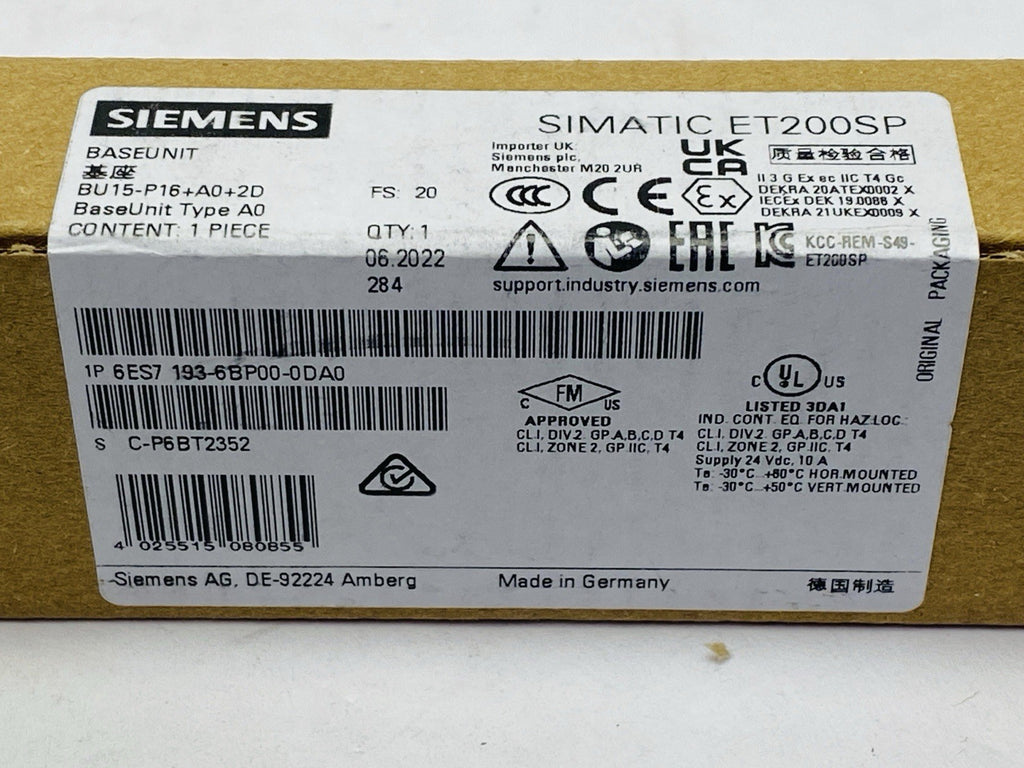 SIEMENS
SIMATIC ET200SP
BASEUNIT
基座
BU15-P16+A0+2D
BaseUnit Type A0
CONTENT: 1 PIECE
FS: 20
QTY: 1
06.2022
284
Importer UK:
Siemens plc,
Manchester M20 2UR
UK
CA
质量检验合格
CCC
CE
Ex
II 3 G Ex ec IIC T4 Gc
DEKRA 20ATEX0002 X
IECEx DEK 19.0086 X
DEKRA 21UKEX0009 X
EAC
KC
KCC-REM-S49-
ET200SP
support.industry.siemens.com
ORIGINAL PACKAGING
1P 6ES7 193-6BP00-0DA0
S C-P6BT2352
C FM US
APPROVED
CL.I, DIV.2 GP.A,B,C,D T4
CL.I, ZONE 2, GP.IIC, T4
C UL US
LISTED 3DA1
IND. CONT. EQ. FOR HAZ.LOC.:
CL.I, DIV.2 GP.A,B,C,D T4
CL.I, ZONE 2, GP.IIC T4
Supply 24 Vdc, 10 A
Ta: -30°C...+60°C HOR.MOUNTED
Ta: -30°C...+50°C VERT.MOUNTED
4 025515 080855
Siemens AG, DE-92224 Amberg
Made in Germany
德国制造